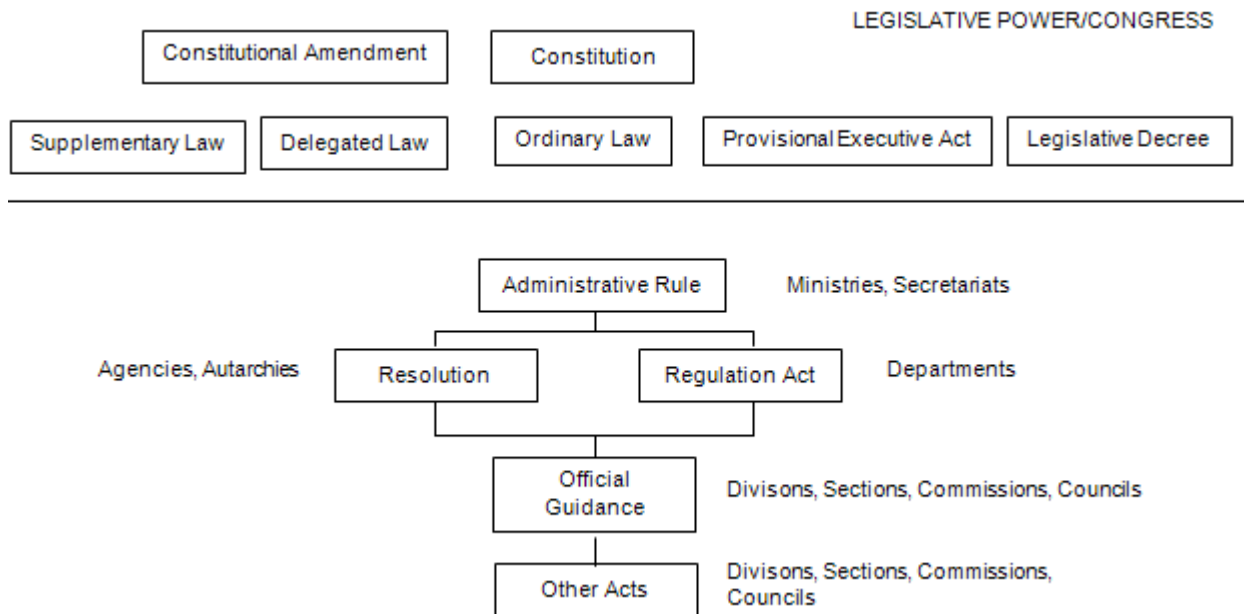 LEGISLATIVE POWER/CONGRESS
Constitutional Amendment
Constitution
Supplementary Law
Delegated Law
Ordinary Law
Provisional Executive Act
Legislative Decree
Administrative Rule
Ministries, Secretariats
Agencies, Autarchies
Resolution
Regulation Act
Departments
Official
Guidance
Divisons, Sections, Commissions, Councils
Other Acts
Divisons, Sections, Commissions,
Councils